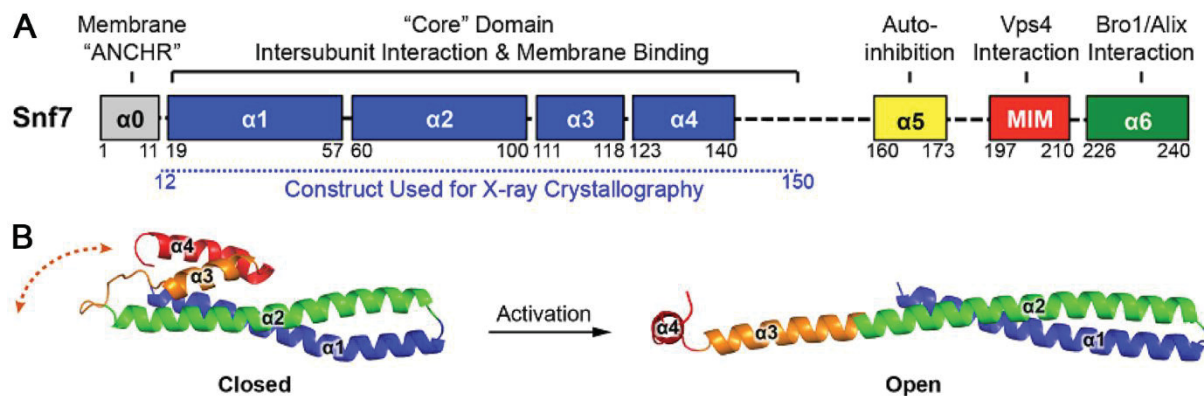 A
Membrane “Core” Domain Auto- Vps4 Bro1/Alix
“ANCHR” Intersubunit Interaction & Membrane Binding inhibition Interaction Interaction
Snf7 α0 α1 α2 α3 α4 α5 MIM α6
1 11 19 57 60 100 111 118 123 140 160 173 197 210 226 240
12 Construct Used for X-ray Crystallography 150
B
α4
α3
α2
α1
Closed
Activation
α4 α3 α2
α1
Open